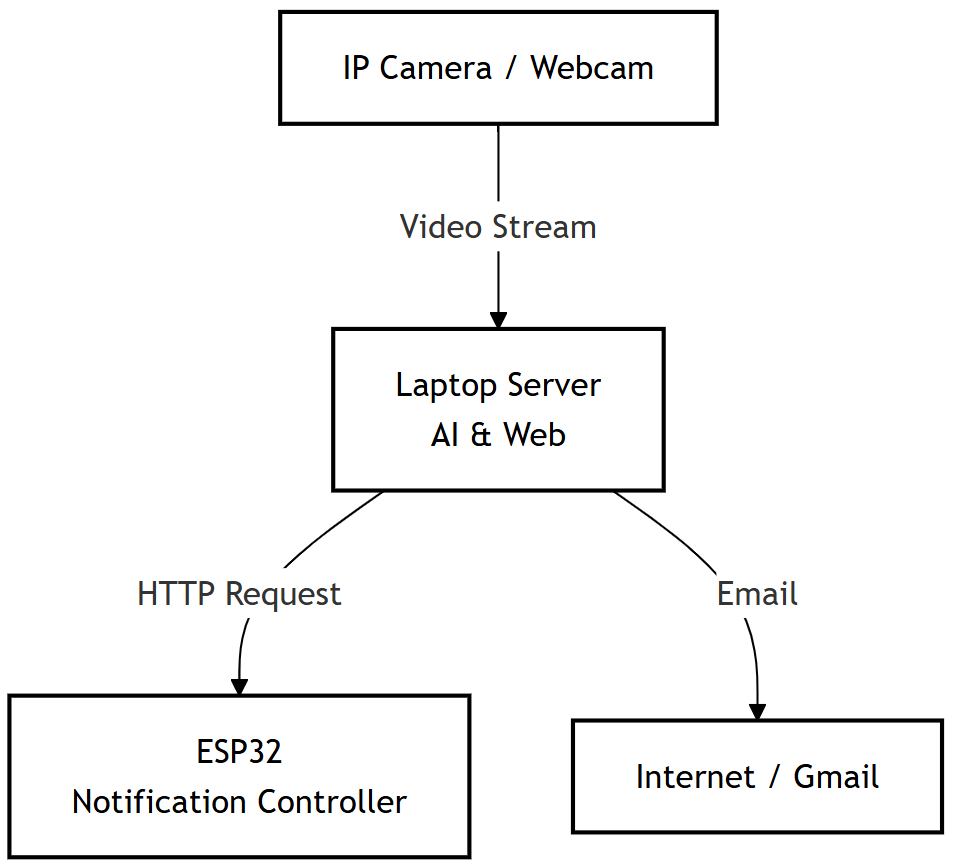 IP Camera / Webcam
Video Stream
Laptop Server
AI & Web
HTTP Request
Email
ESP32
Notification Controller
Internet / Gmail